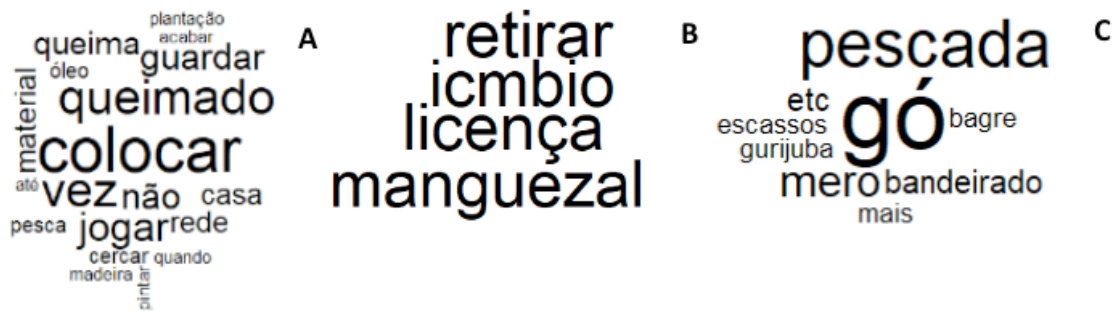 plantação
acabar
queima
guardar
óleo
queimado
material
colocar
até
vez não casa
pesca jogar rede
cercar quando
madeira
pintar
A
retirar
icmbio
licença
manguezal
B
pescada
etc
gó
bagre
escassos
gurijuba
mero bandeirado
mais
C